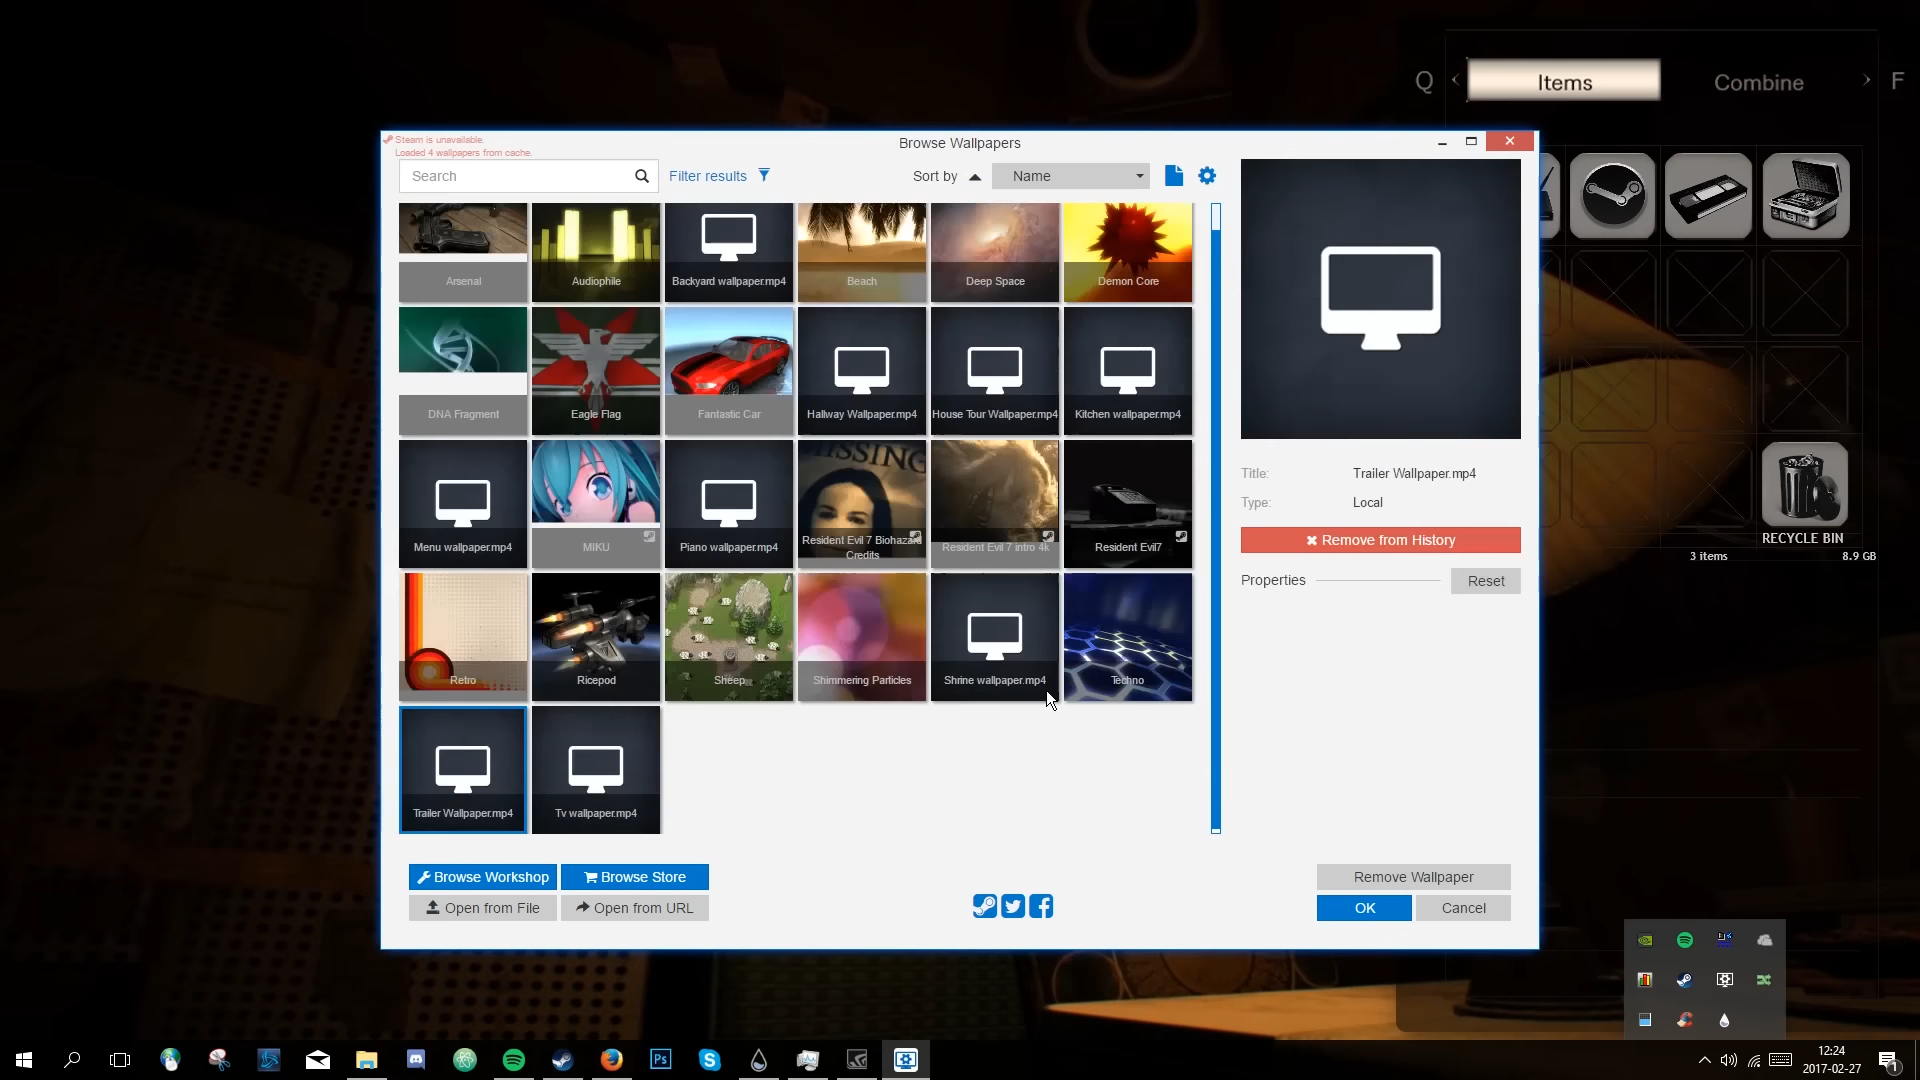 Q
Items
Combine
F
Steam is unavailable.
Loaded 4 wallpapers from cache.
Browse Wallpapers
Search
Filter results
Sort by
Name
Arsenal
Audiophile
Backyard wallpaper.mp4
Beach
Deep Space
Demon Core
DNA Fragment
Eagle Flag
Fantastic Car
Hallway Wallpaper.mp4
House Tour Wallpaper.mp4
Kitchen wallpaper.mp4
MISSING
Menu wallpaper.mp4
MIKU
Piano wallpaper.mp4
Resident Evil 7 Biohazard
Credits
Resident Evil 7 intro 4k
Resident Evil7
Retro
Ricepod
Sheep
Shimmering Particles
Shrine wallpaper.mp4
Techno
Trailer Wallpaper.mp4
Tv wallpaper.mp4
Title:
Trailer Wallpaper.mp4
Type:
Local
Remove from History
Properties
Reset
RECYCLE BIN
3 items
8.9 GB
Browse Workshop
Browse Store
Open from File
Open from URL
Remove Wallpaper
OK
Cancel
Ps
12:24
2017-02-27
1